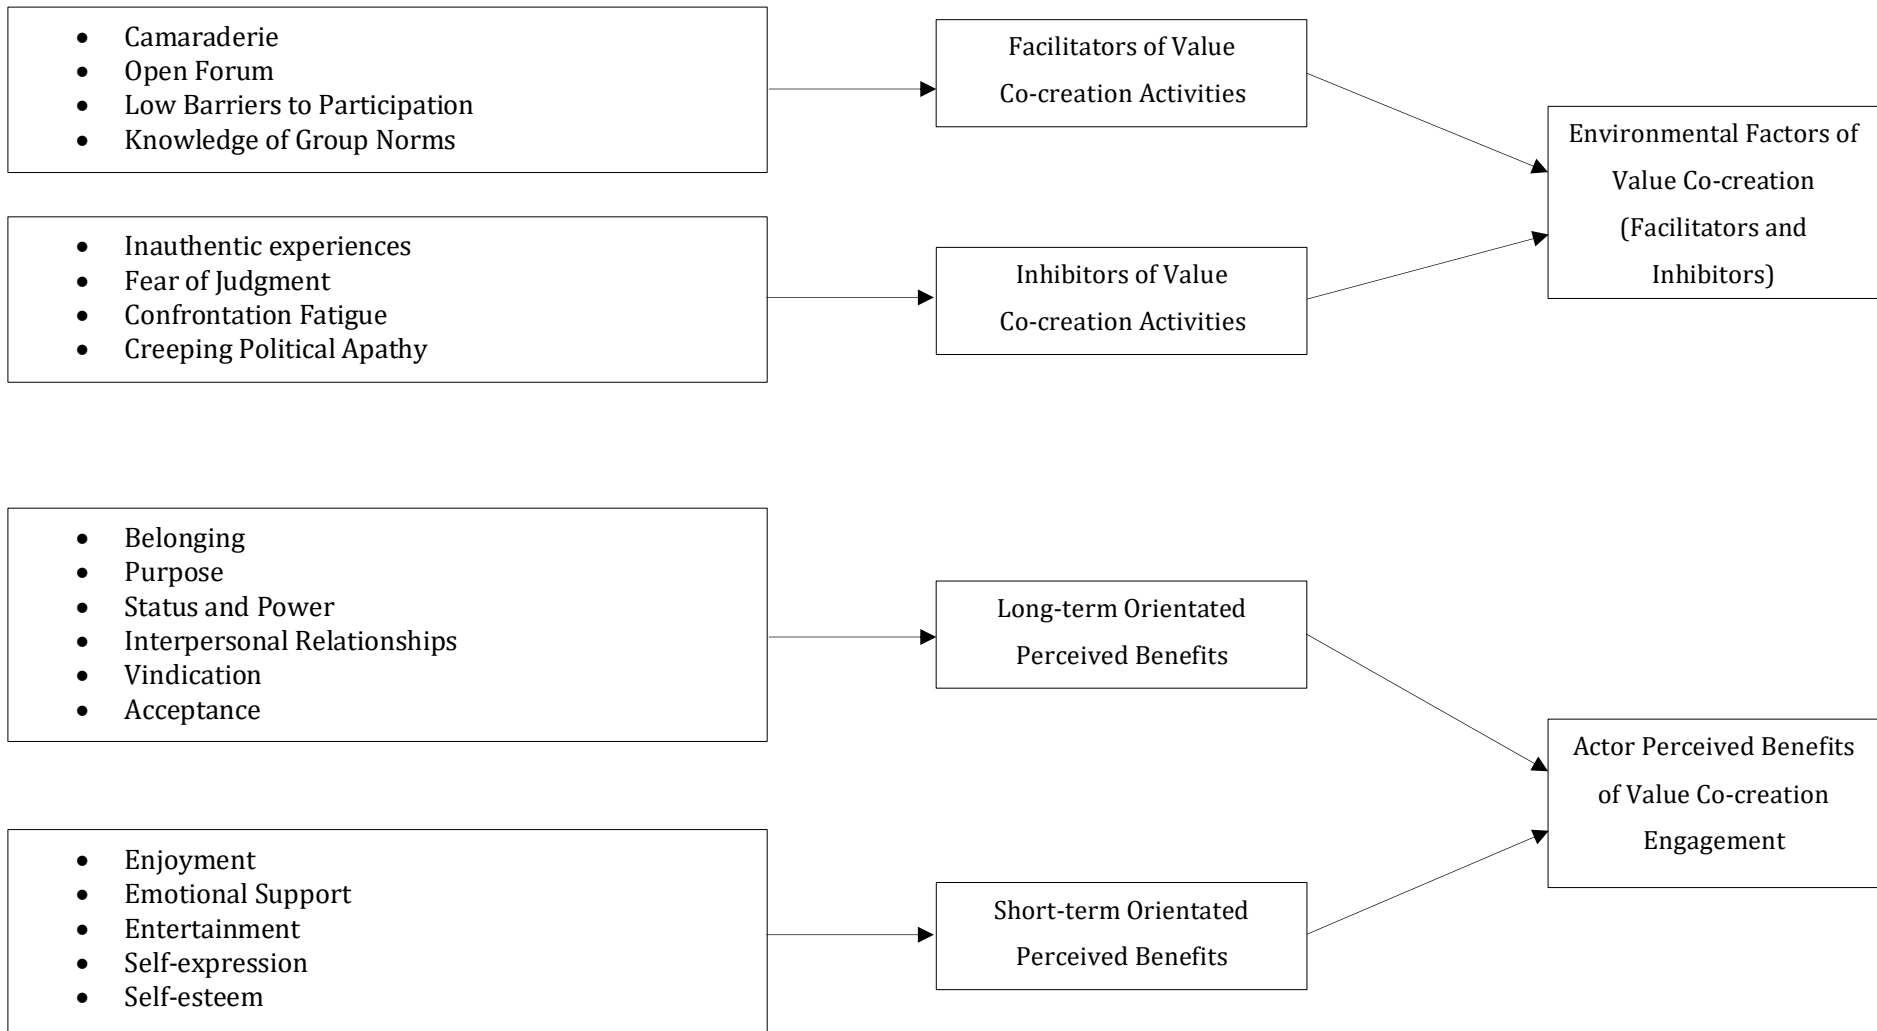 Camaraderie
Open Forum
Low Barriers to Participation
Knowledge of Group Norms
Facilitators of Value
Co-creation Activities
Inauthentic experiences
Fear of Judgment
Confrontation Fatigue
Creeping Political Apathy
Inhibitors of Value
Co-creation Activities
Environmental Factors of
Value Co-creation
(Facilitators and
Inhibitors)
Belonging
Purpose
Status and Power
Interpersonal Relationships
Vindication
Acceptance
Long-term Orientated
Perceived Benefits
Enjoyment
Emotional Support
Entertainment
Self-expression
Self-esteem
Short-term Orientated
Perceived Benefits
Actor Perceived Benefits
of Value Co-creation
Engagement